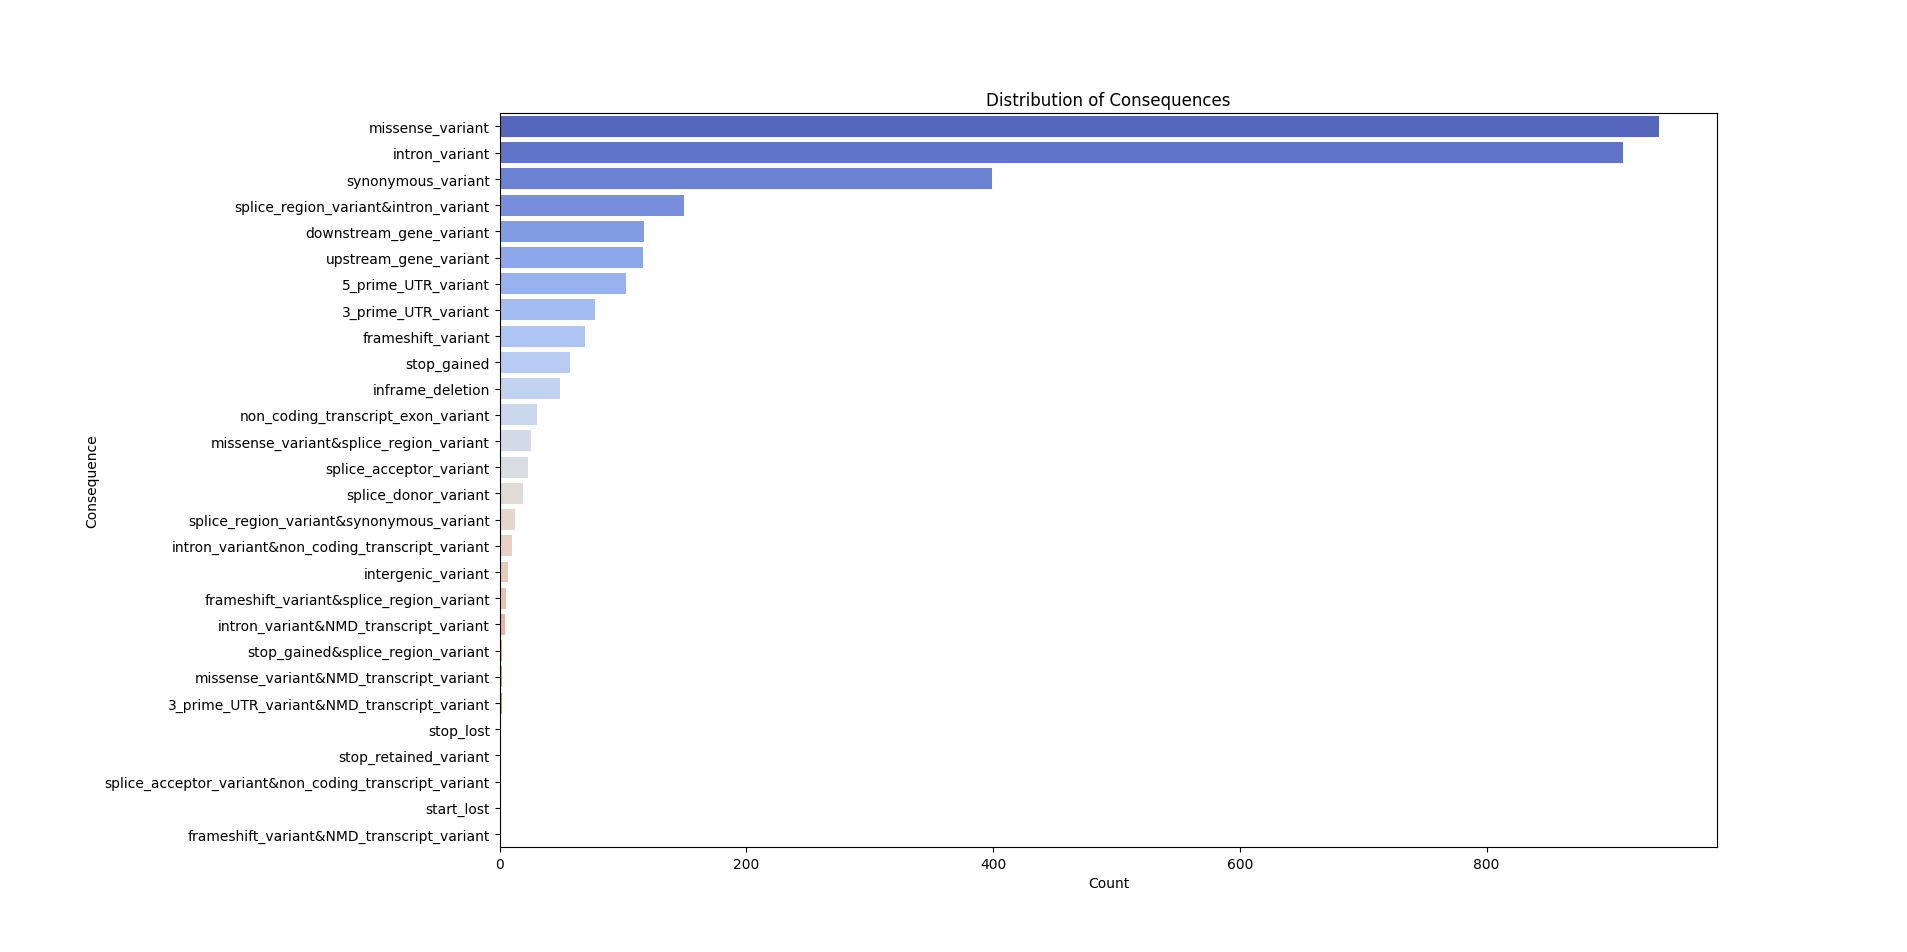 Distribution of Consequences
missense_variant
intron_variant
synonymous_variant
splice_region_variant&intron_variant
downstream_gene_variant
upstream_gene_variant
5_prime_UTR_variant
3_prime_UTR_variant
frameshift_variant
stop_gained
inframe_deletion
non_coding_transcript_exon_variant
missense_variant&splice_region_variant
splice_acceptor_variant
splice_donor_variant
splice_region_variant&synonymous_variant
intron_variant&non_coding_transcript_variant
intergenic_variant
frameshift_variant&splice_region_variant
intron_variant&NMD_transcript_variant
stop_gained&splice_region_variant
missense_variant&NMD_transcript_variant
3_prime_UTR_variant&NMD_transcript_variant
stop_lost
stop_retained_variant
splice_acceptor_variant&non_coding_transcript_variant
start_lost
frameshift_variant&NMD_transcript_variant
Consequence
0 200 400 600 800
Count